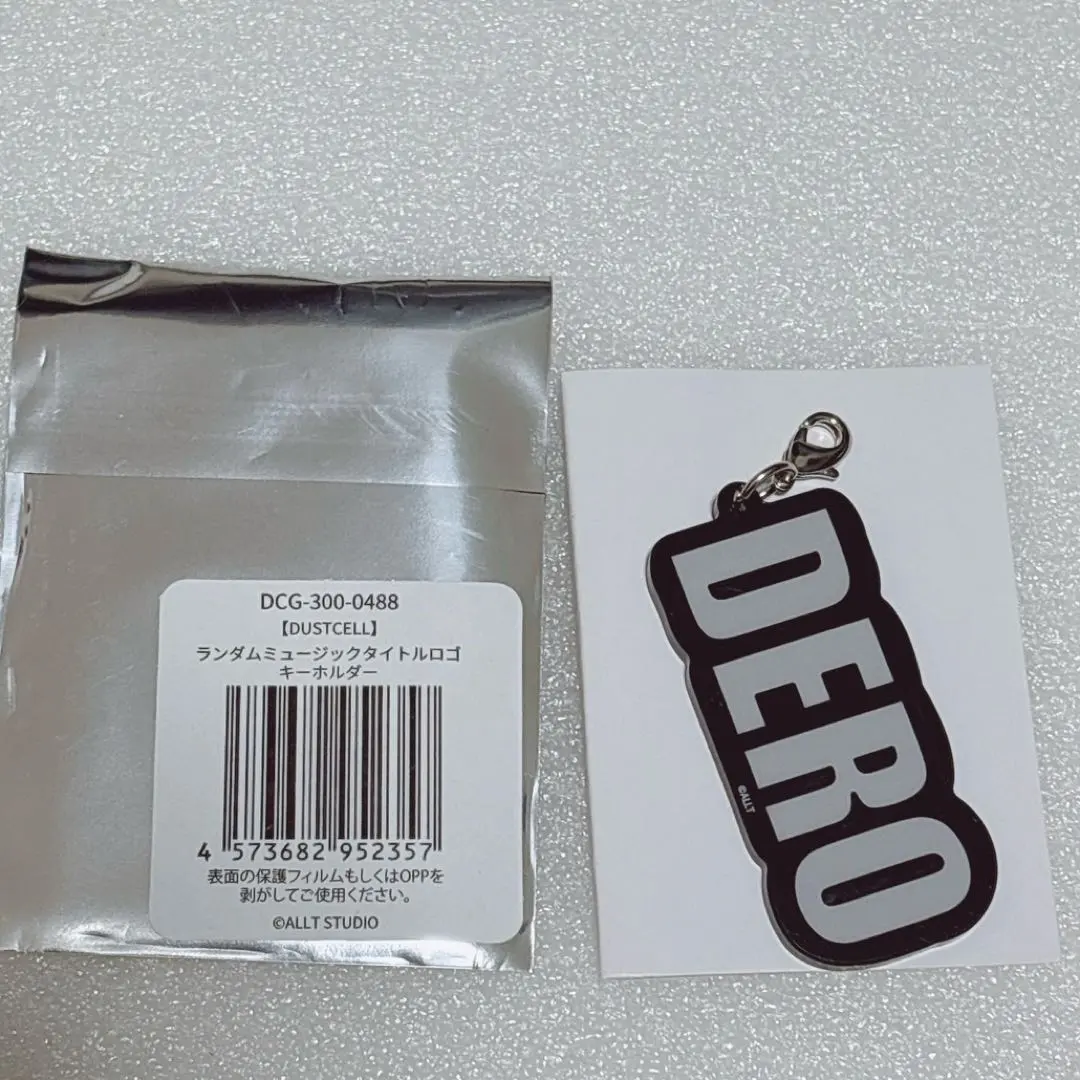 DCG-300-0488
【DUSTCELL】
ランダムミュージックタイトルロゴ
キーホルダー
4 573682 952357
表面の保護フィルムもしくはOPPを
剥がしてご使用ください。
©ALLT STUDIO
DERO
©ALLT